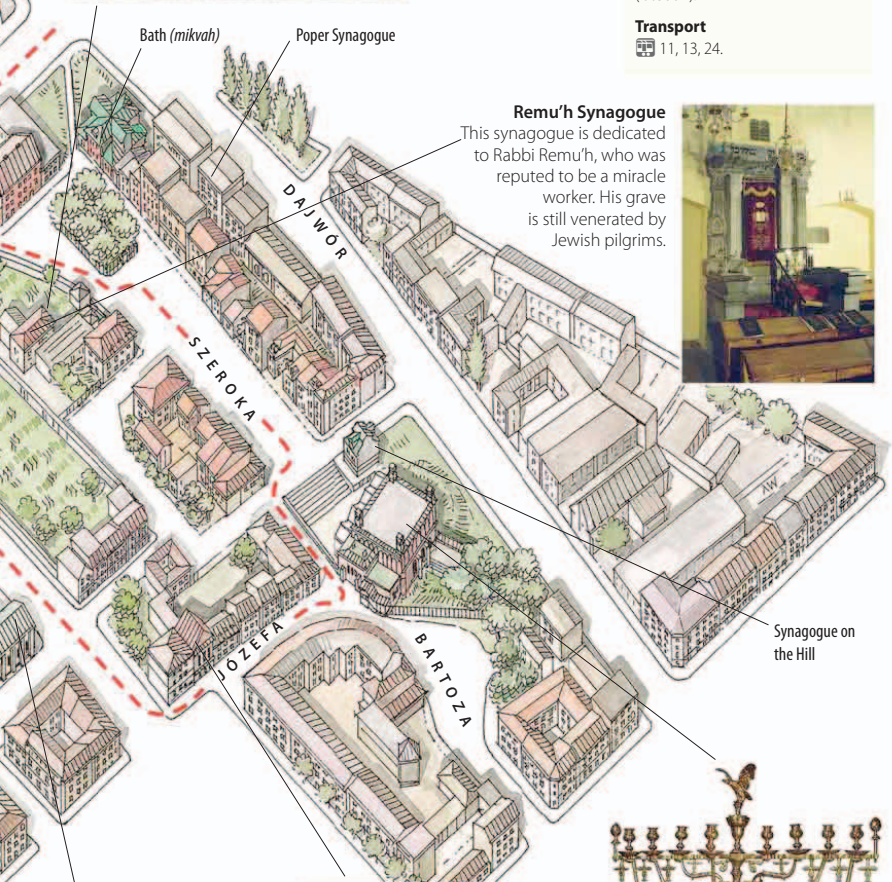 Transport
11, 13, 24.
Bath (mikvah)
Poper Synagogue
Remu'h Synagogue
This synagogue is dedicated
to Rabbi Remu'h, who was
reputed to be a miracle
worker. His grave
is still venerated by
Jewish pilgrims.
DAJWÓR
SZEROKA
JÓZEFA
BARTOZA
Synagogue on
the Hill